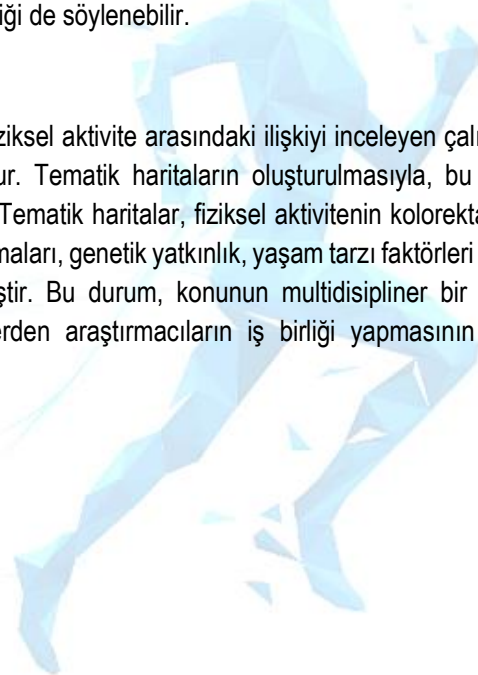 iği de söylenebilir.
ziksel aktivite arasındaki ilişkiyi inceleyen çalı
ur. Tematik haritaların oluşturulmasıyla, bu
Tematik haritalar, fiziksel aktivitenin kolorekta
maları, genetik yatkınlık, yaşam tarzı faktörleri
ştir. Bu durum, konunun multidisipliner bir
erden araştırmacıların iş birliği yapmasının